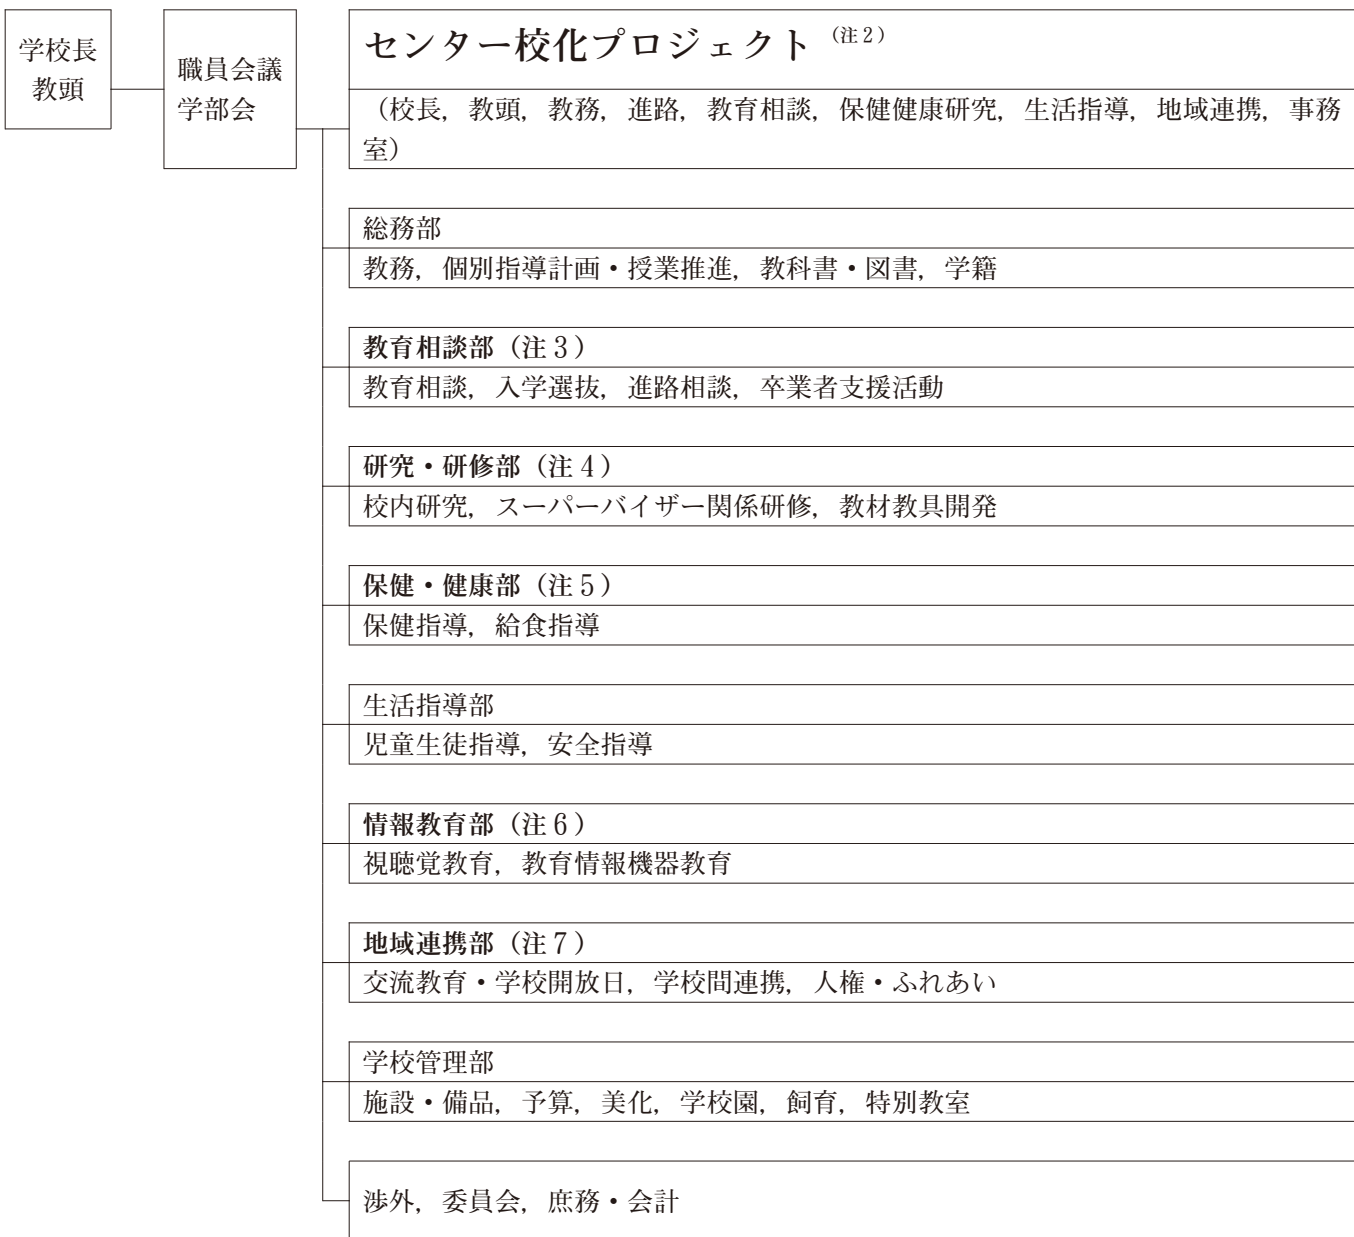 学校長
教頭
職員会議
学部会
センター校化プロジェクト（注２）
（校長，教頭，教務，進路，教育相談，保健健康研究，生活指導，地域連携，事務
室）
総務部
教務，個別指導計画・授業推進，教科書・図書，学籍
教育相談部（注３）
教育相談，入学選抜，進路相談，卒業者支援活動
研究・研修部（注４）
校内研究，スーパーバイザー関係研修，教材教具開発
保健・健康部（注５）
保健指導，給食指導
生活指導部
児童生徒指導，安全指導
情報教育部（注６）
視聴覚教育，教育情報機器教育
地域連携部（注７）
交流教育・学校開放日，学校間連携，人権・ふれあい
学校管理部
施設・備品，予算，美化，学校園，飼育，特別教室
渉外，委員会，庶務・会計